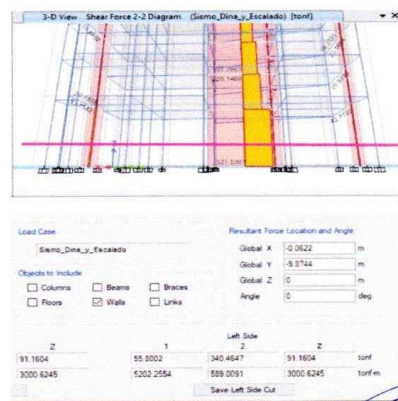 3-D View Shear Force 2-2 Diagram (Sismo_Dina_y_Escalado) [tonf]
Load Case
Sismo_Dina_y_Escalado
Objects to Include
Columns Beams Braces
Floors Walls Links
Resultant Force Location and Angle
Global X -0.0622 m
Global Y -9.8744 m
Global Z 0 m
Angle 0 deg
Left Side
Z 1 2 Z
91.1604 55.8002 340.4647 91.1604 tonf
3000.6245 5202.2554 589.0091 3000.6245 tonf-m
Save Left Side Cut